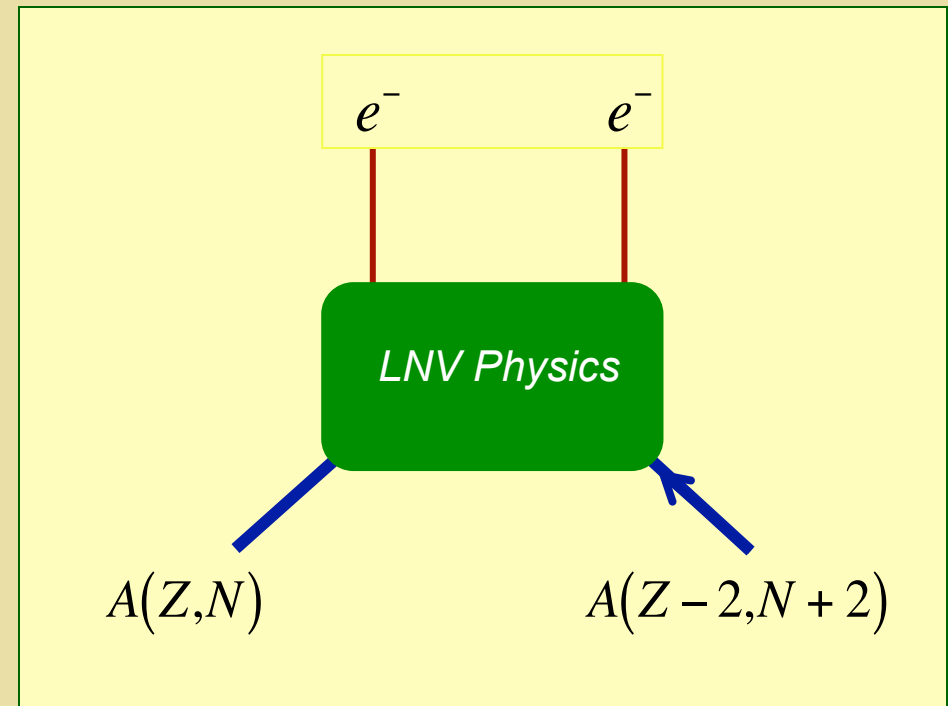 e⁻ e⁻
LNV Physics
A(Z,N) A(Z−2,N+2)